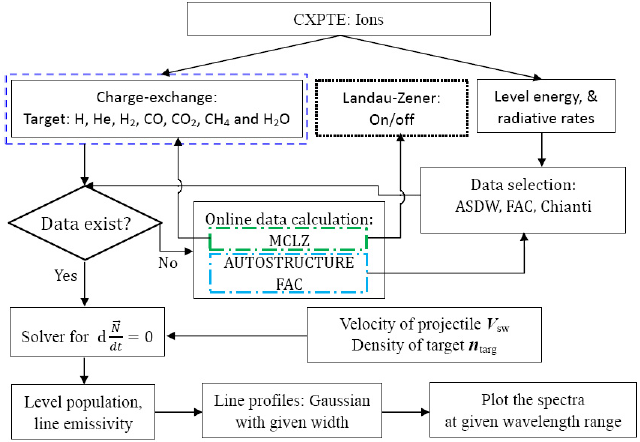 CXPTE: Ions
Charge-exchange:
Target: H, He, H₂, CO, CO₂, CH₄ and H₂O
Landau-Zener:
On/off
Level energy, &
radiative rates
Data selection:
ASDW, FAC, Chianti
Data exist?
Online data calculation:
MCLZ
AUTOSTRUCTURE
FAC
No
Yes
Solver for d N⃗/dt = 0
Velocity of projectile V_sw
Density of target n_targ
Level population,
line emissivity
Line profiles: Gaussian
with given width
Plot the spectra
at given wavelength range